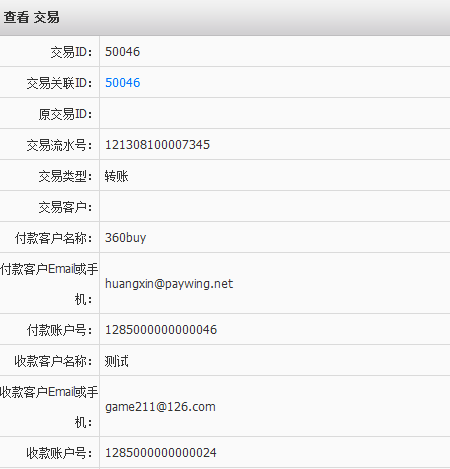 查看 交易
交易ID： 50046
交易关联ID： 50046
原交易ID：
交易流水号： 121308100007345
交易类型： 转账
交易客户：
付款客户名称： 360buy
付款客户Email或手
机： huangxin@paywing.net
付款账户号： 1285000000000046
收款客户名称： 测试
收款客户Email或手
机： game211@126.com
收款账户号： 1285000000000024